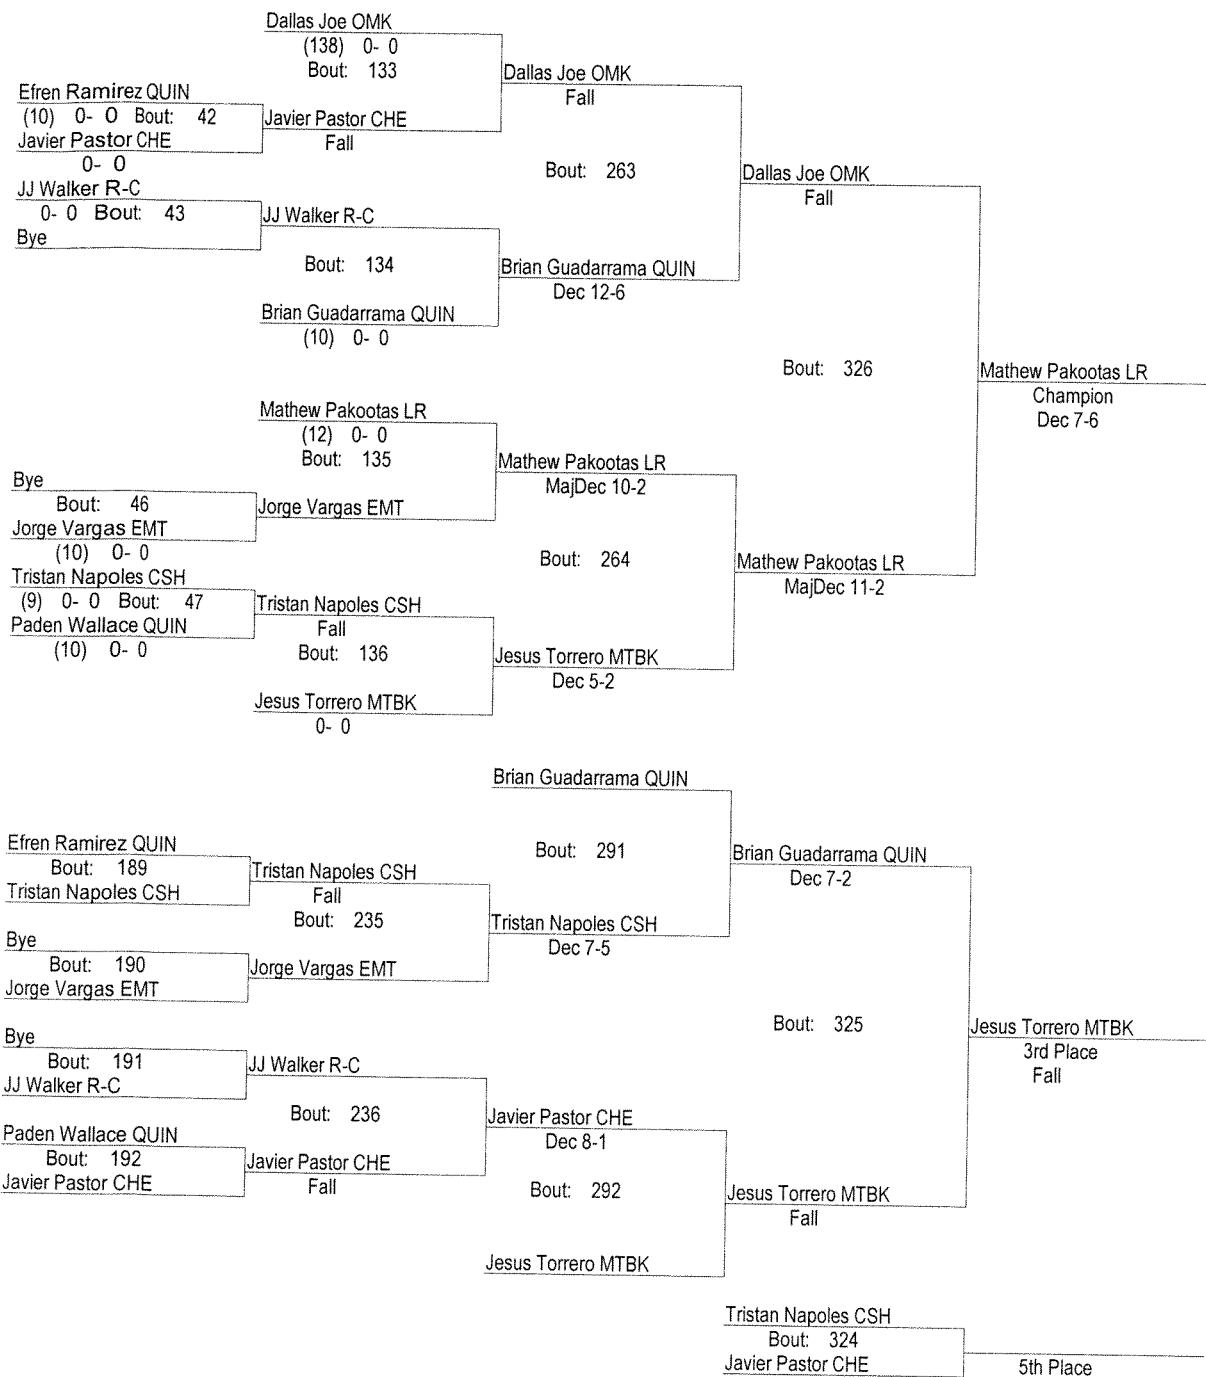 Dallas Joe OMK
(138) 0- 0
Bout: 133
Dallas Joe OMK
Fall
Efren Ramirez QUIN
(10) 0- 0 Bout: 42
Javier Pastor CHE
0- 0
Javier Pastor CHE
Fall
Bout: 263
Dallas Joe OMK
Fall
JJ Walker R-C
0- 0 Bout: 43
Bye
JJ Walker R-C
Bout: 134
Brian Guadarrama QUIN
Dec 12-6
Brian Guadarrama QUIN
(10) 0- 0
Bout: 326
Mathew Pakootas LR
Champion
Dec 7-6
Mathew Pakootas LR
(12) 0- 0
Bout: 135
Mathew Pakootas LR
MajDec 10-2
Bye
Bout: 46
Jorge Vargas EMT
(10) 0- 0
Jorge Vargas EMT
Bout: 264
Mathew Pakootas LR
MajDec 11-2
Tristan Napoles CSH
(9) 0- 0 Bout: 47
Paden Wallace QUIN
(10) 0- 0
Tristan Napoles CSH
Fall
Bout: 136
Jesus Torrero MTBK
Dec 5-2
Jesus Torrero MTBK
0- 0
Brian Guadarrama QUIN
Bout: 291
Brian Guadarrama QUIN
Dec 7-2
Efren Ramirez QUIN
Bout: 189
Tristan Napoles CSH
Tristan Napoles CSH
Fall
Bout: 235
Tristan Napoles CSH
Dec 7-5
Bye
Bout: 190
Jorge Vargas EMT
Jorge Vargas EMT
Bout: 325
Jesus Torrero MTBK
3rd Place
Fall
Bye
Bout: 191
JJ Walker R-C
JJ Walker R-C
Bout: 236
Javier Pastor CHE
Dec 8-1
Paden Wallace QUIN
Bout: 192
Javier Pastor CHE
Javier Pastor CHE
Fall
Bout: 292
Jesus Torrero MTBK
Fall
Jesus Torrero MTBK
Tristan Napoles CSH
Bout: 324
Javier Pastor CHE
5th Place